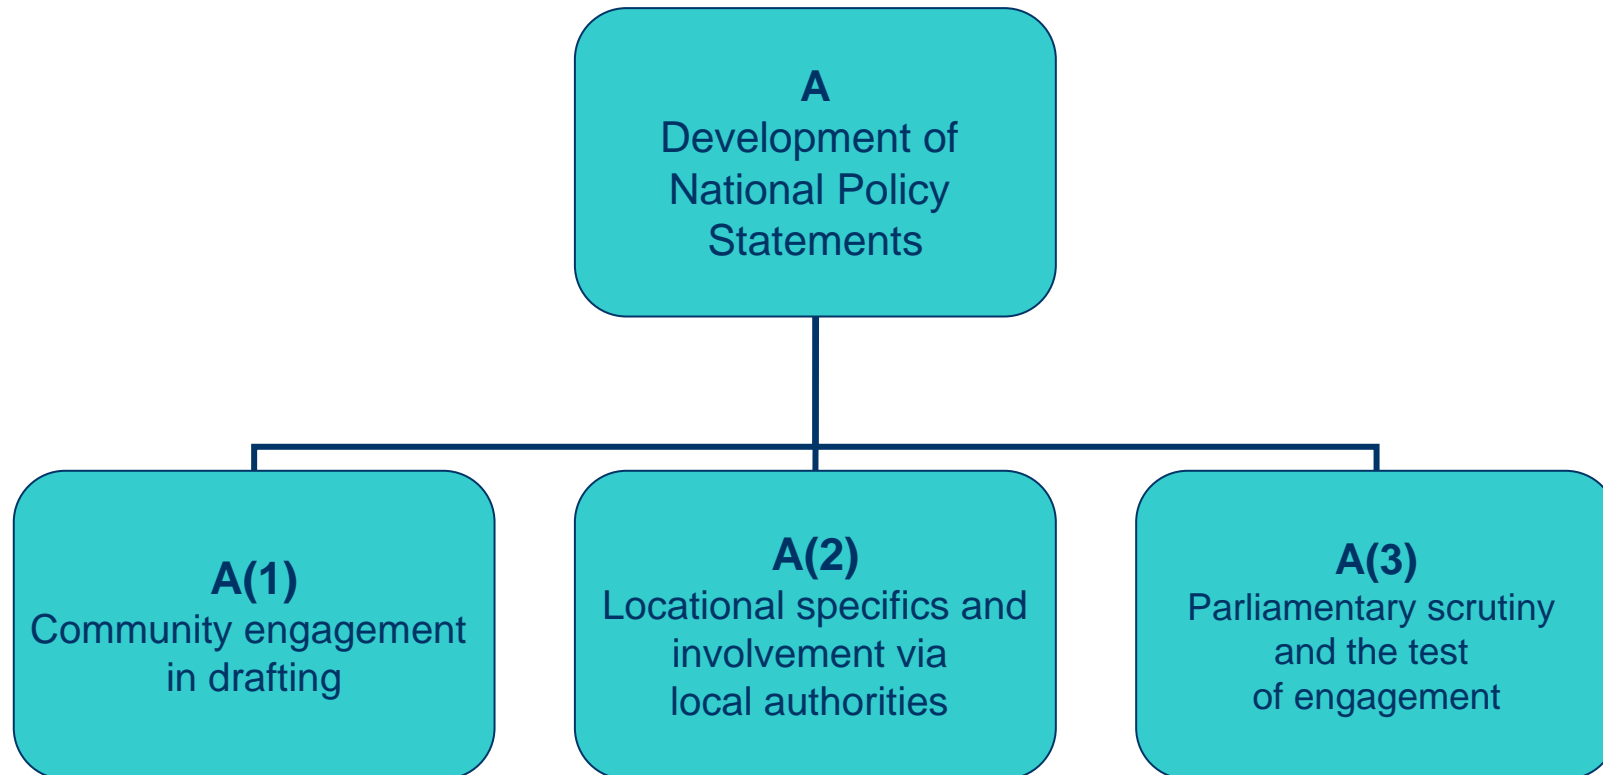 A
Development of
National Policy
Statements
A(1)
Community engagement
in drafting
A(2)
Locational specifics and
involvement via
local authorities
A(3)
Parliamentary scrutiny
and the test
of engagement